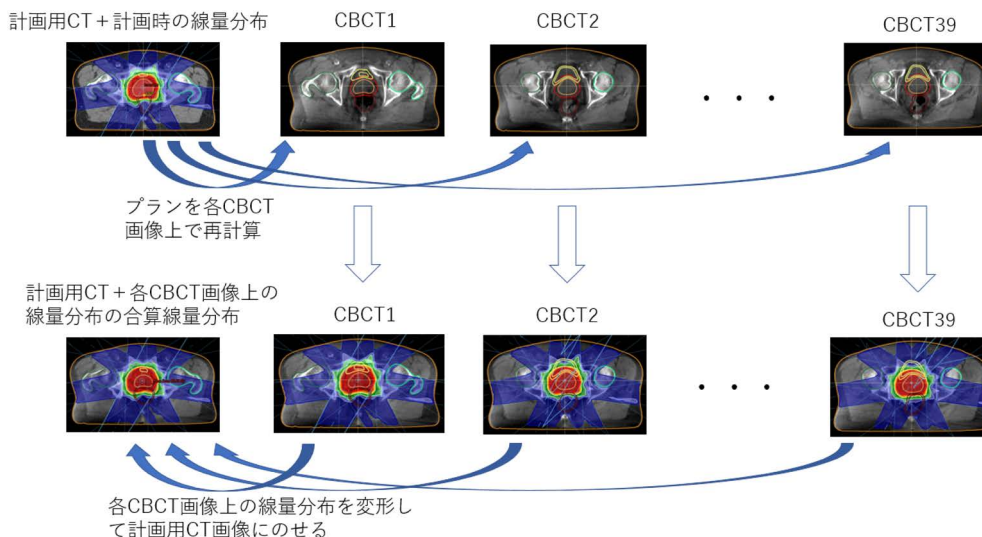 計画用CT＋計画時の線量分布
CBCT1
CBCT2
CBCT39
・・・
プランを各CBCT
画像上で再計算
計画用CT＋各CBCT画像上の
線量分布の合算線量分布
CBCT1
CBCT2
CBCT39
・・・
各CBCT画像上の線量分布を変形し
て計画用CT画像にのせる